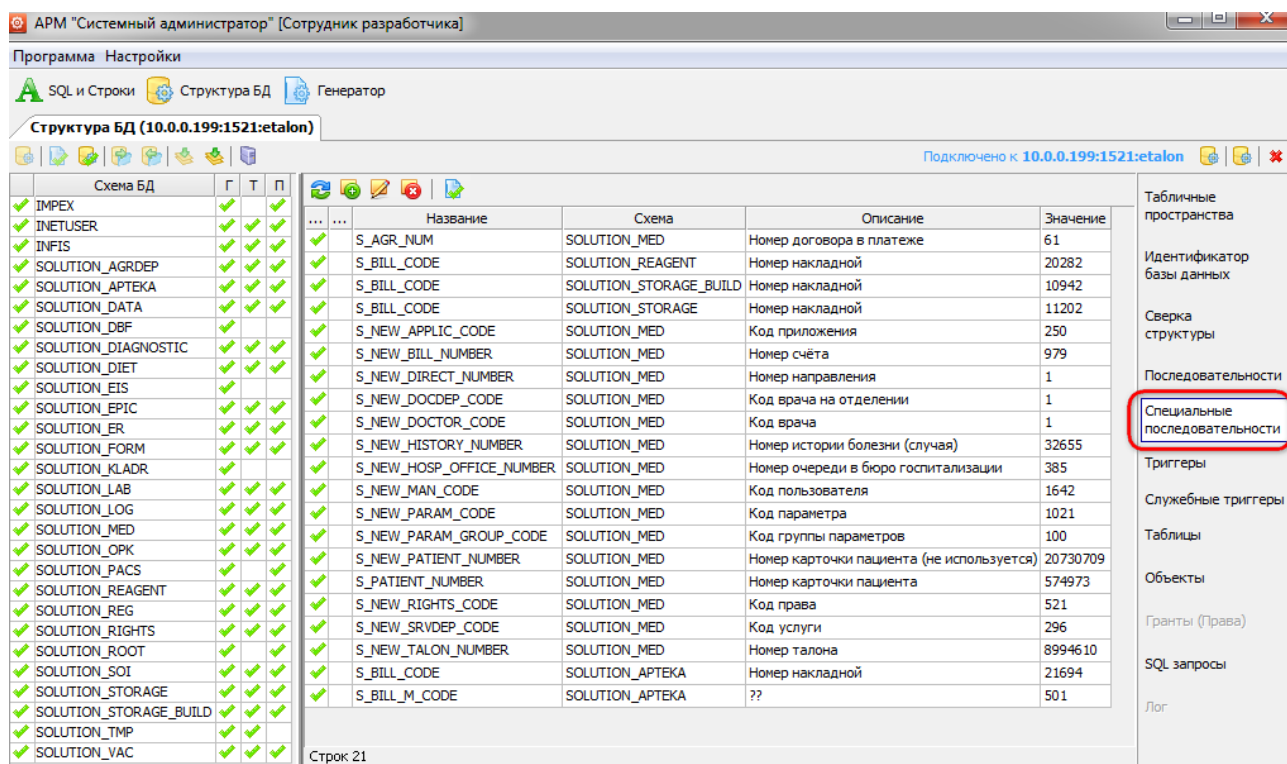 АРМ "Системный администратор" [Сотрудник разработчика]
Программа Настройки
SQL и Строки Структура БД Генератор
Структура БД (10.0.0.199:1521:etalon)
Подключено к 10.0.0.199:1521:etalon
Схема БД Г Т П
IMPEX
INETUSER
INFIS
SOLUTION_AGRDEP
SOLUTION_APTEKA
SOLUTION_DATA
SOLUTION_DBF
SOLUTION_DIAGNOSTIC
SOLUTION_DIET
SOLUTION_EIS
SOLUTION_EPIC
SOLUTION_ER
SOLUTION_FORM
SOLUTION_KLADR
SOLUTION_LAB
SOLUTION_LOG
SOLUTION_MED
SOLUTION_OPK
SOLUTION_PACS
SOLUTION_REAGENT
SOLUTION_REG
SOLUTION_RIGHTS
SOLUTION_ROOT
SOLUTION_SOI
SOLUTION_STORAGE
SOLUTION_STORAGE_BUILD
SOLUTION_TMP
SOLUTION_VAC
... ... Название Схема Описание Значение
S_AGR_NUM SOLUTION_MED Номер договора в платеже 61
S_BILL_CODE SOLUTION_REAGENT Номер накладной 20282
S_BILL_CODE SOLUTION_STORAGE_BUILD Номер накладной 10942
S_BILL_CODE SOLUTION_STORAGE Номер накладной 11202
S_NEW_APPLIC_CODE SOLUTION_MED Код приложения 250
S_NEW_BILL_NUMBER SOLUTION_MED Номер счёта 979
S_NEW_DIRECT_NUMBER SOLUTION_MED Номер направления 1
S_NEW_DOCDEP_CODE SOLUTION_MED Код врача на отделении 1
S_NEW_DOCTOR_CODE SOLUTION_MED Код врача 1
S_NEW_HISTORY_NUMBER SOLUTION_MED Номер истории болезни (случая) 32655
S_NEW_HOSP_OFFICE_NUMBER SOLUTION_MED Номер очереди в бюро госпитализации 385
S_NEW_MAN_CODE SOLUTION_MED Код пользователя 1642
S_NEW_PARAM_CODE SOLUTION_MED Код параметра 1021
S_NEW_PARAM_GROUP_CODE SOLUTION_MED Код группы параметров 100
S_NEW_PATIENT_NUMBER SOLUTION_MED Номер карточки пациента (не используется) 20730709
S_PATIENT_NUMBER SOLUTION_MED Номер карточки пациента 574973
S_NEW_RIGHTS_CODE SOLUTION_MED Код права 521
S_NEW_SRVDEP_CODE SOLUTION_MED Код услуги 296
S_NEW_TALON_NUMBER SOLUTION_MED Номер талона 8994610
S_BILL_CODE SOLUTION_APTEKA Номер накладной 21694
S_BILL_M_CODE SOLUTION_APTEKA ?? 501
Строк 21
Табличные
пространства
Идентификатор
базы данных
Сверка
структуры
Последовательности
Специальные
последовательности
Триггеры
Служебные триггеры
Таблицы
Объекты
Гранты (Права)
SQL запросы
Лог